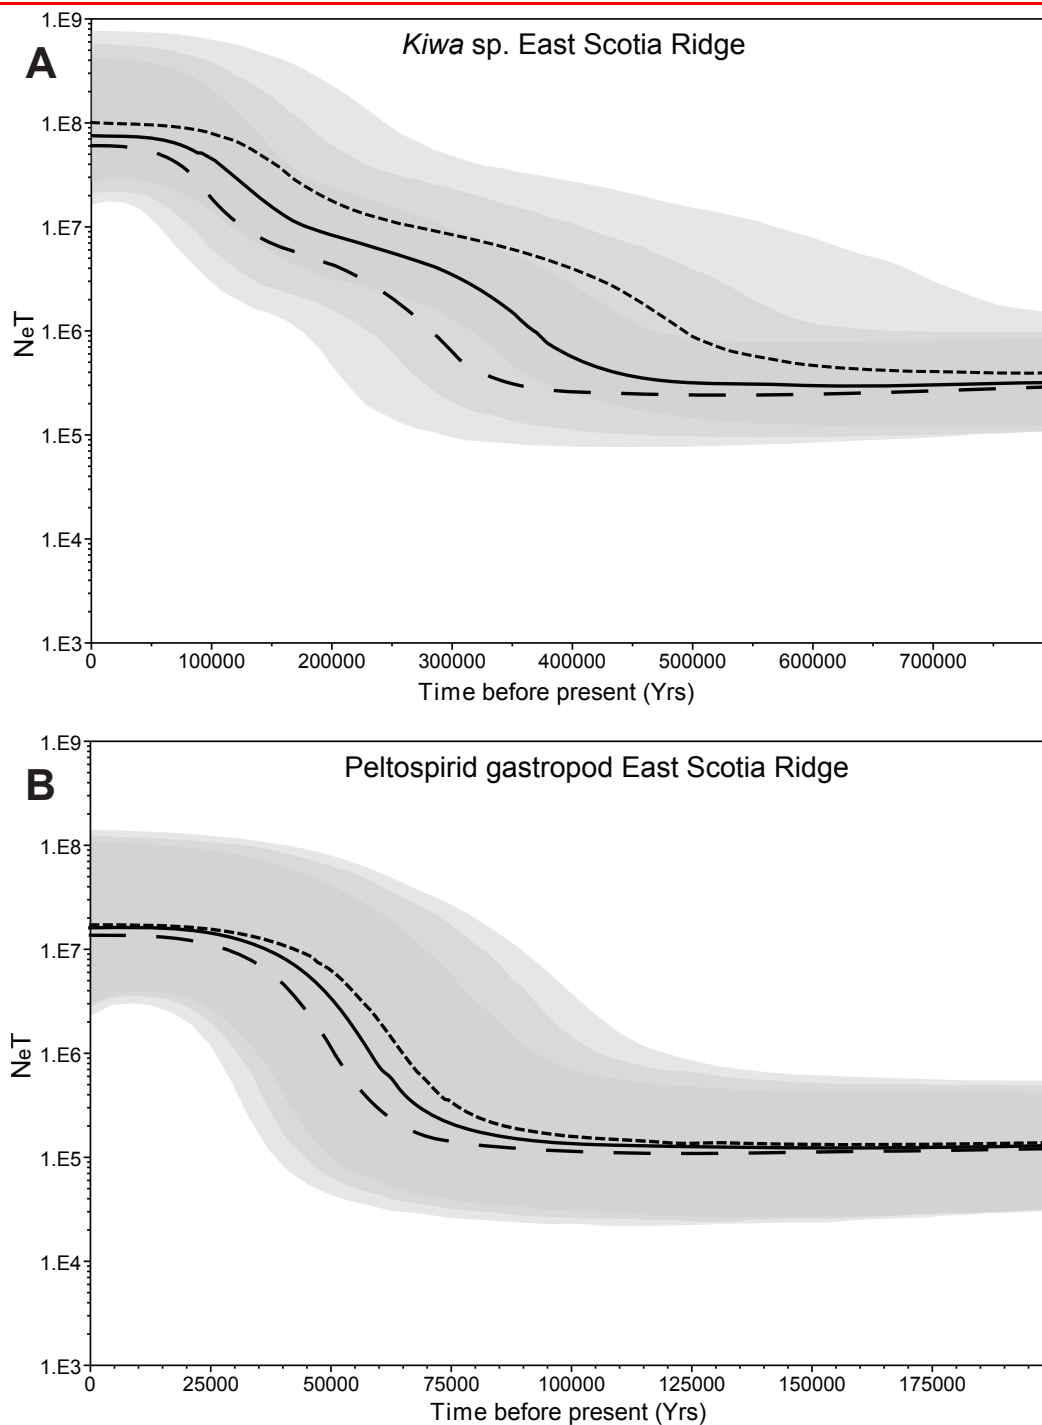 A
Kiwa sp. East Scotia Ridge
1.E9
1.E8
1.E7
1.E6
1.E5
1.E4
1.E3
NeT
0 100000 200000 300000 400000 500000 600000 700000
Time before present (Yrs)
B
Peltospirid gastropod East Scotia Ridge
1.E9
1.E8
1.E7
1.E6
1.E5
1.E4
1.E3
NeT
0 25000 50000 75000 100000 125000 150000 175000
Time before present (Yrs)